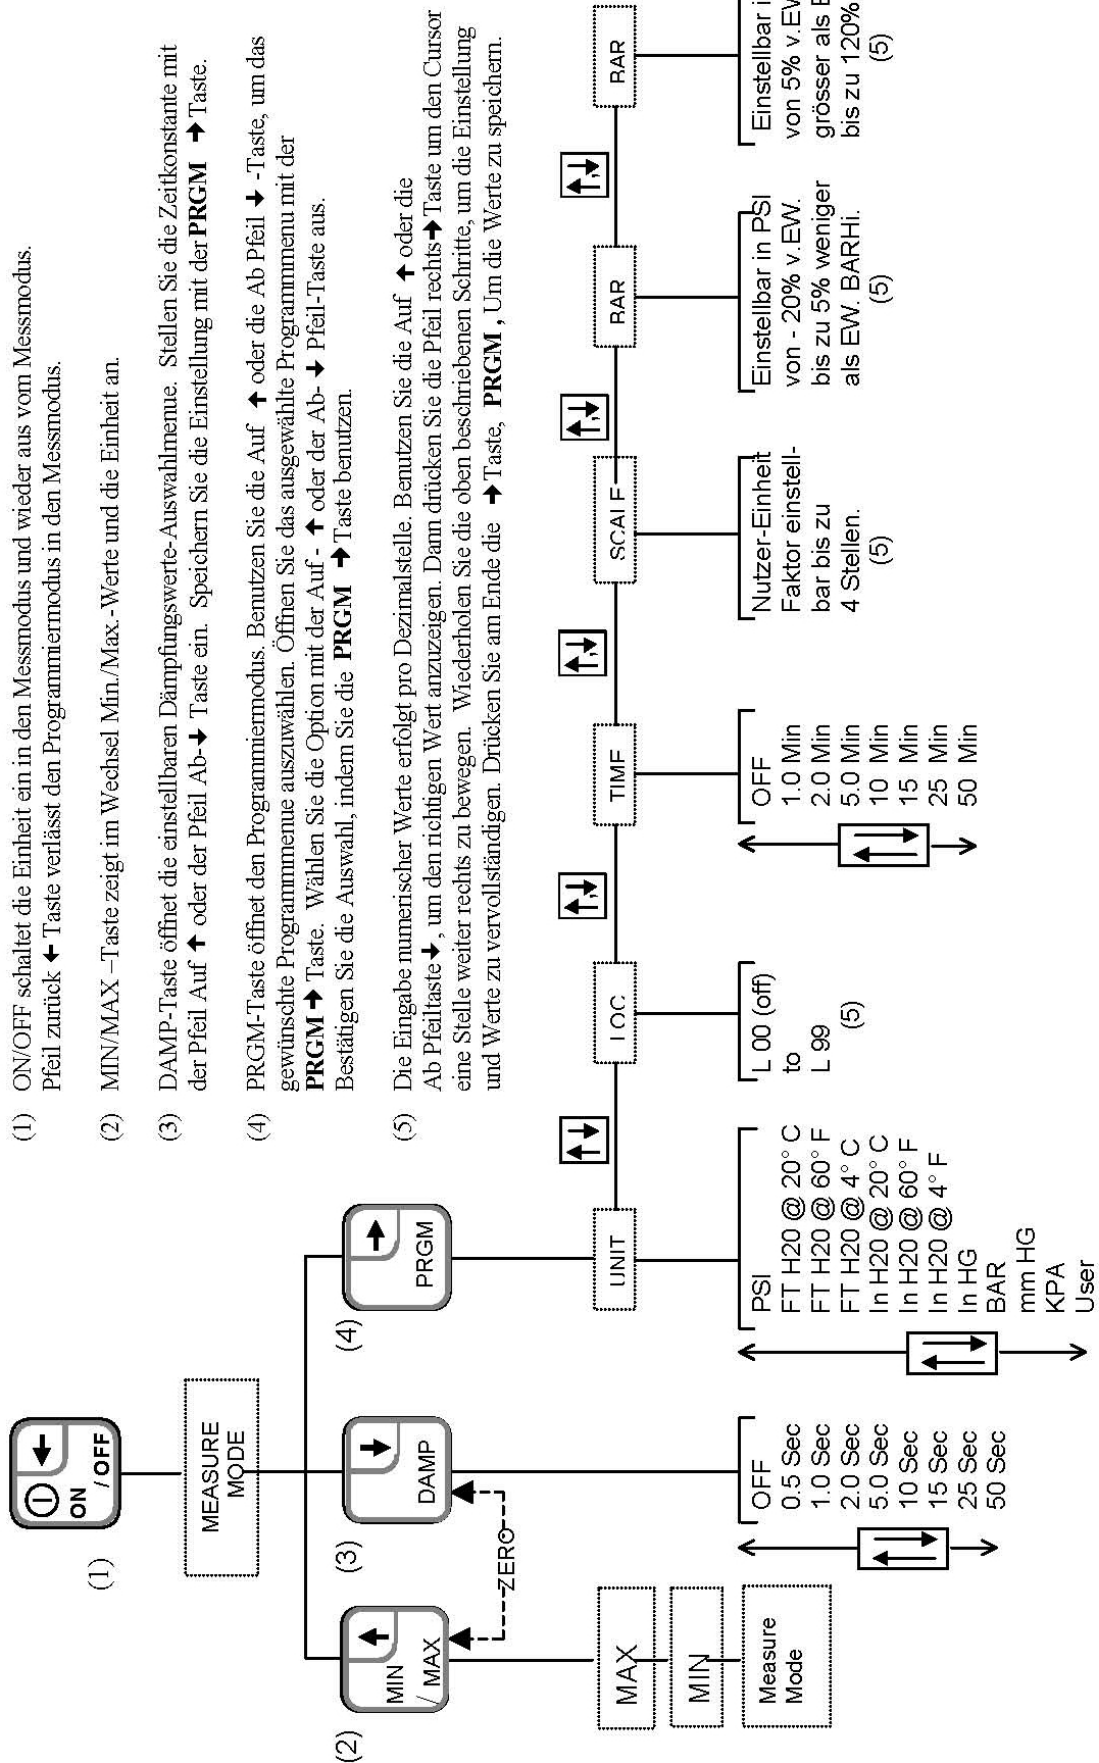 (1) ON/OFF schaltet die Einheit ein in den Messmodus und wieder aus vom Messmodus.
Pfeil zurück ← Taste verlässt den Programmiermodus in den Messmodus.
(2) MIN/MAX –Taste zeigt im Wechsel Min./Max.-Werte und die Einheit an.
(3) DAMP-Taste öffnet die einstellbaren Dämpfungswerte-Auswahlmenue. Stellen Sie die Zeitkonstante mit
der Pfeil Auf ↑ oder der Pfeil Ab-↓ Taste ein. Speichern Sie die Einstellung mit der PRGM → Taste.
(4) PRGM-Taste öffnet den Programmiermodus. Benutzen Sie die Auf ↑ oder die Ab Pfeil ↓ -Taste, um das
gewünschte Programmmenue auszuwählen. Öffnen Sie das ausgewählte Programmmenu mit der
PRGM → Taste. Wählen Sie die Option mit der Auf - ↑ oder der Ab- ↓ Pfeil-Taste aus.
Bestätigen Sie die Auswahl, indem Sie die PRGM → Taste benutzen.
(5) Die Eingabe numerischer Werte erfolgt pro Dezimalstelle. Benutzen Sie die Auf ↑ oder die
Ab Pfeiltaste ↓, um den richtigen Wert anzuzeigen. Dann drücken Sie die Pfeil rechts → Taste um den Cursor
eine Stelle weiter rechts zu bewegen. Wiederholen Sie die oben beschriebenen Schritte, um die Einstellung
und Werte zu vervollständigen. Drücken Sie am Ende die → Taste, PRGM , Um die Werte zu speichern.
(1)
ON
/ OFF
MEASURE
MODE
(2)
MIN
/ MAX
(3)
DAMP
(4)
PRGM
ZERO
MAX
MIN
Measure
Mode
OFF
0.5 Sec
1.0 Sec
2.0 Sec
5.0 Sec
10 Sec
15 Sec
25 Sec
50 Sec
UNIT
PSI
FT H20 @ 20° C
FT H20 @ 60° F
FT H20 @ 4° C
In H20 @ 20° C
In H20 @ 60° F
In H20 @ 4° F
In HG
BAR
mm HG
KPA
User
LOC
L 00 (off)
to
L 99
(5)
TIME
OFF
1.0 Min
2.0 Min
5.0 Min
10 Min
15 Min
25 Min
50 Min
SCALE
Nutzer-Einheit
Faktor einstell-
bar bis zu
4 Stellen.
(5)
BAR
Einstellbar in PSI
von - 20% v.EW.
bis zu 5% weniger
als EW. BARHi.
(5)
BAR
Einstellbar i
von 5% v.EW
grösser als
bis zu 120%
(5)